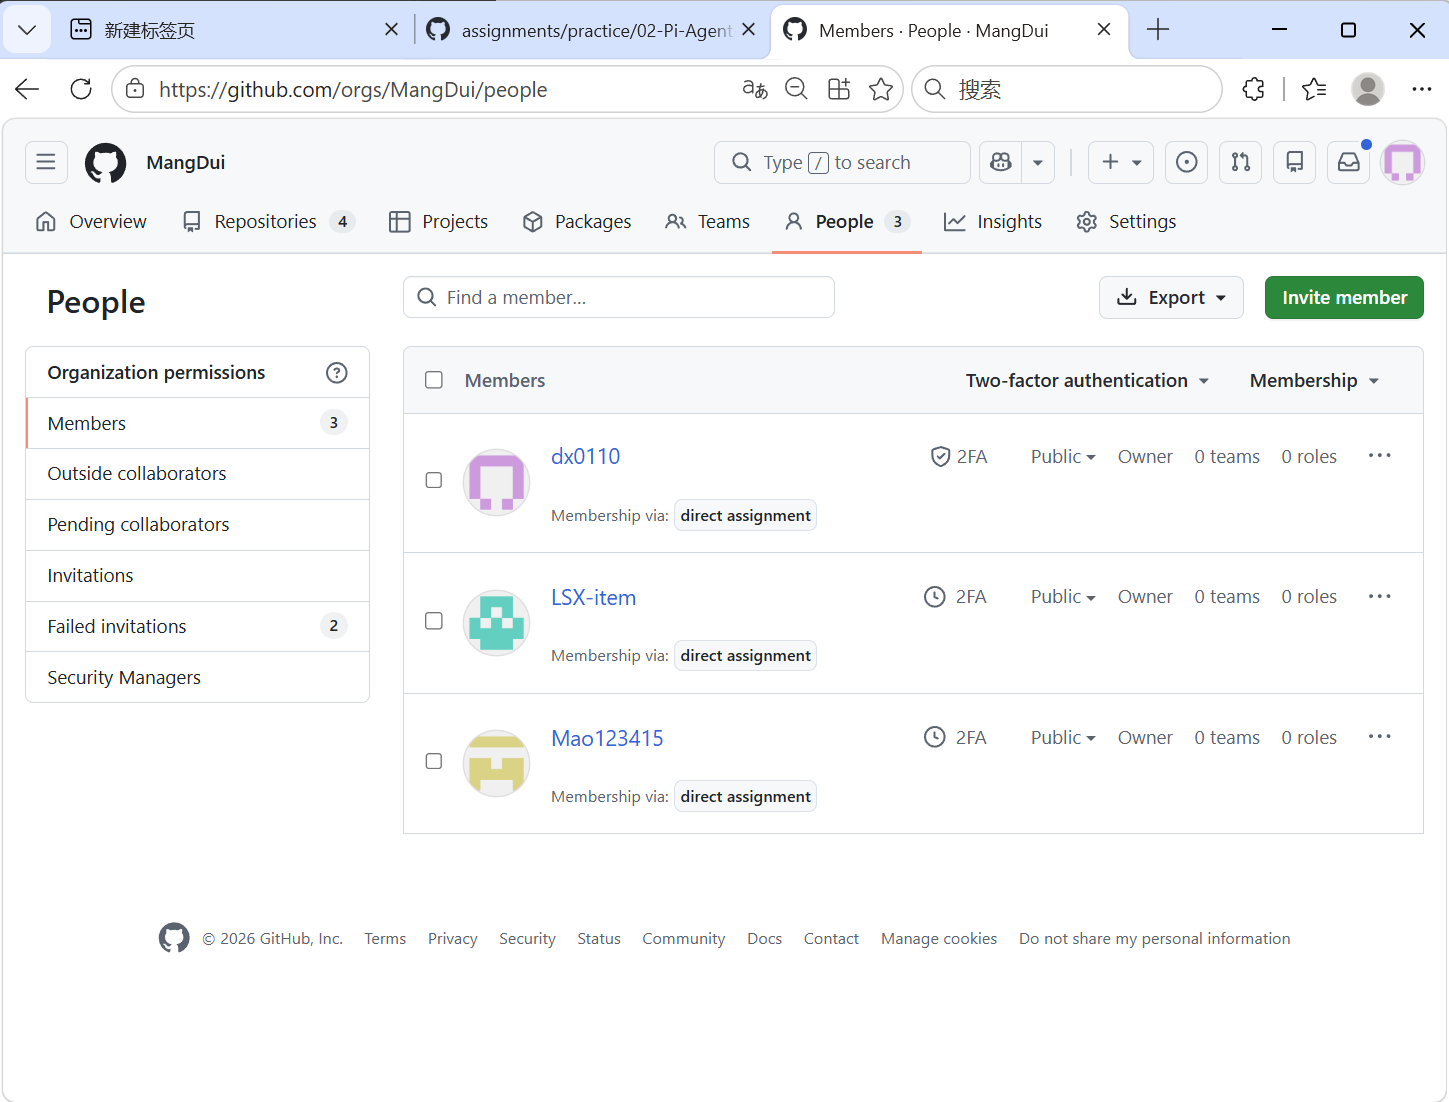 新建标签页
assignments/practice/02-Pi-Agent
Members · People · MangDui
https://github.com/orgs/MangDui/people
搜索
MangDui
Type / to search
Overview
Repositories 4
Projects
Packages
Teams
People 3
Insights
Settings
People
Find a member...
Export
Invite member
Organization permissions
Members 3
Outside collaborators
Pending collaborators
Invitations
Failed invitations 2
Security Managers
Members Two-factor authentication Membership
dx0110 2FA Public Owner 0 teams 0 roles
Membership via: direct assignment
LSX-item 2FA Public Owner 0 teams 0 roles
Membership via: direct assignment
Mao123415 2FA Public Owner 0 teams 0 roles
Membership via: direct assignment
© 2026 GitHub, Inc. Terms Privacy Security Status Community Docs Contact Manage cookies Do not share my personal information